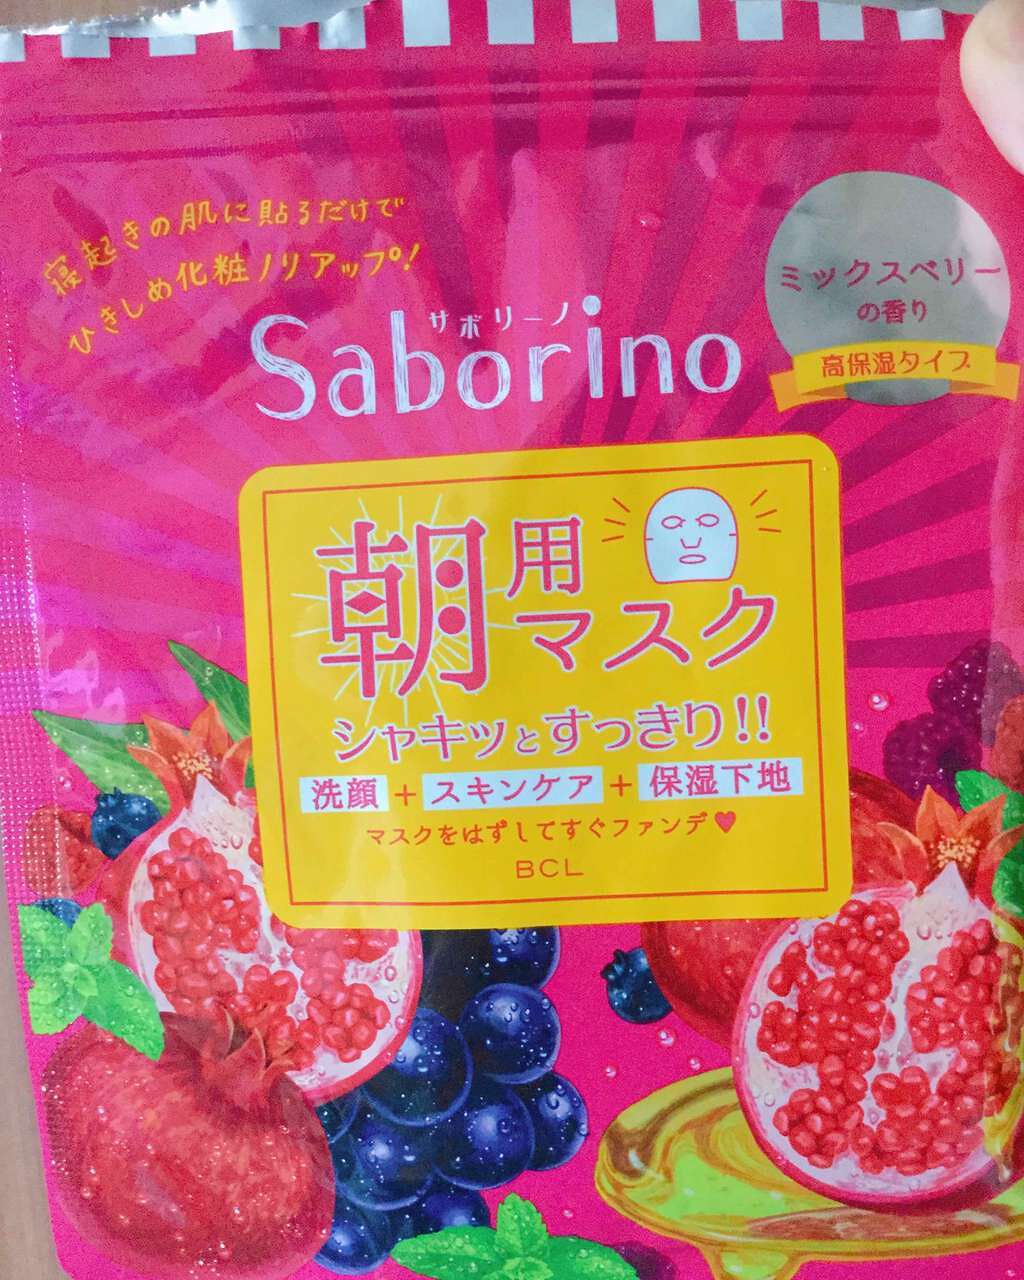 寝起きの肌に貼るだけで
ひきしめ化粧ノリアップ!
サボリーノ
Saborino
ミックスベリー
の香り
高保湿タイプ
朝用
マスク
シャキッとすっきり!!
洗顔+スキンケア+保湿下地
マスクをはずしてすぐファンデ♥
BCL